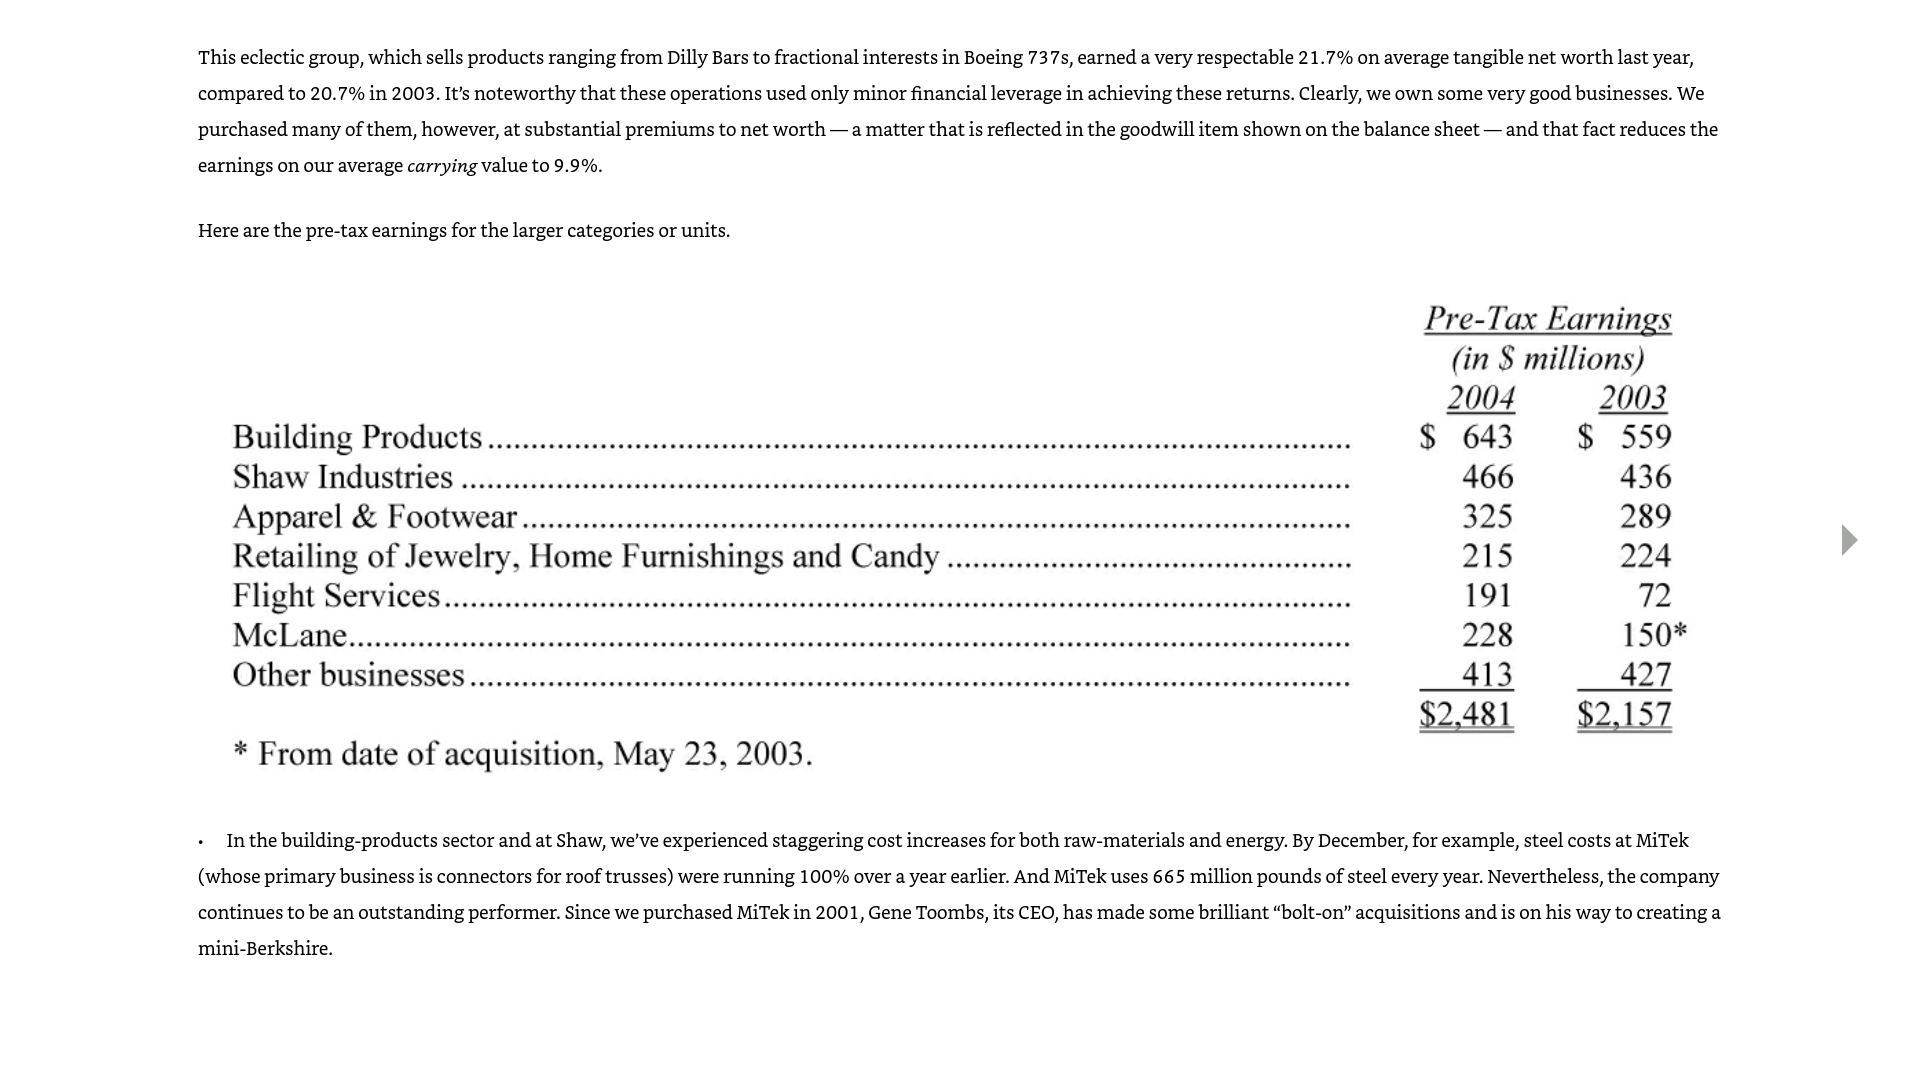 This eclectic group, which sells products ranging from Dilly Bars to fractional interests in Boeing 737s, earned a very respectable 21.7% on average tangible net worth last year,
compared to 20.7% in 2003. It’s noteworthy that these operations used only minor financial leverage in achieving these returns. Clearly, we own some very good businesses. We
purchased many of them, however, at substantial premiums to net worth — a matter that is reflected in the goodwill item shown on the balance sheet — and that fact reduces the
earnings on our average carrying value to 9.9%.
Here are the pre-tax earnings for the larger categories or units.
Pre-Tax Earnings
(in $ millions)
2004 2003
Building Products $ 643 $ 559
Shaw Industries 466 436
Apparel & Footwear 325 289
Retailing of Jewelry, Home Furnishings and Candy 215 224
Flight Services 191 72
McLane 228 150*
Other businesses 413 427
$2,481 $2,157
* From date of acquisition, May 23, 2003.
• In the building-products sector and at Shaw, we’ve experienced staggering cost increases for both raw-materials and energy. By December, for example, steel costs at MiTek
(whose primary business is connectors for roof trusses) were running 100% over a year earlier. And MiTek uses 665 million pounds of steel every year. Nevertheless, the company
continues to be an outstanding performer. Since we purchased MiTek in 2001, Gene Toombs, its CEO, has made some brilliant “bolt-on” acquisitions and is on his way to creating a
mini-Berkshire.